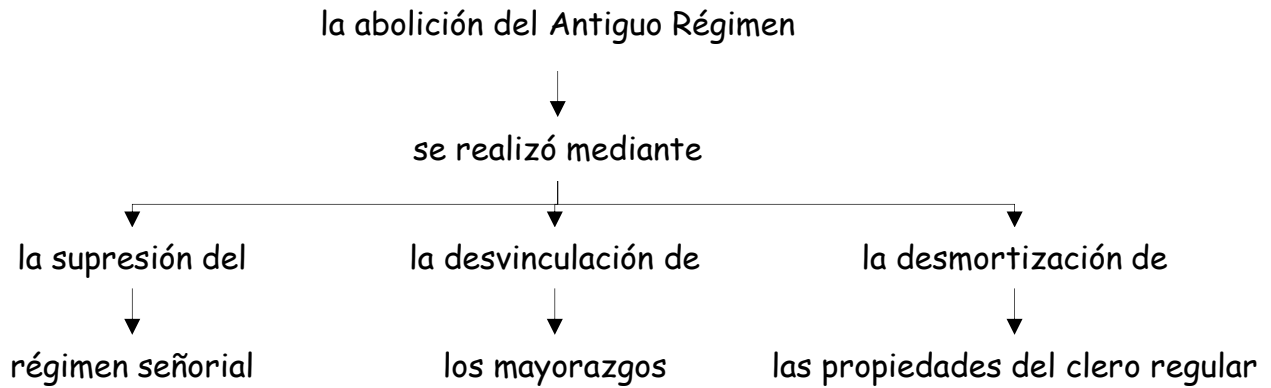 la abolición del Antiguo Régimen
se realizó mediante
la supresión del
la desvinculación de
la desmortización de
régimen señorial
los mayorazgos
las propiedades del clero regular